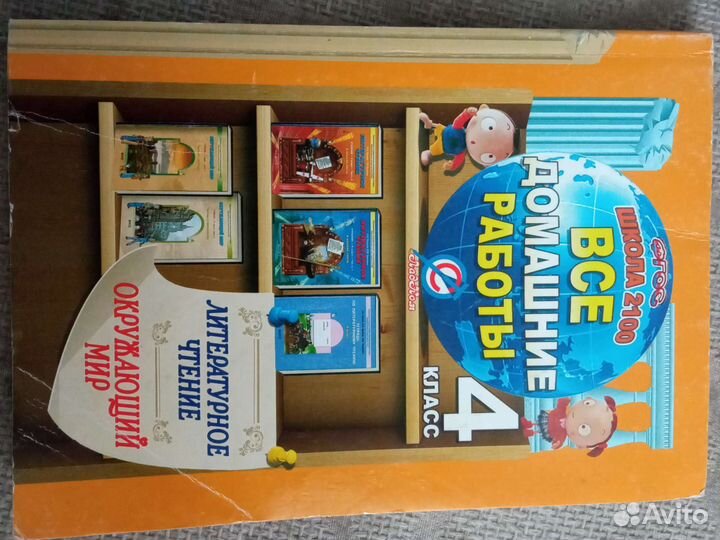 ФГОС
ШКОЛА 2100
ВСЕ
ДОМАШНИЕ
РАБОТЫ
4
КЛАСС
ЛИТЕРАТУРНОЕ
ЧТЕНИЕ
ОКРУЖАЮЩИЙ
МИР
Avito